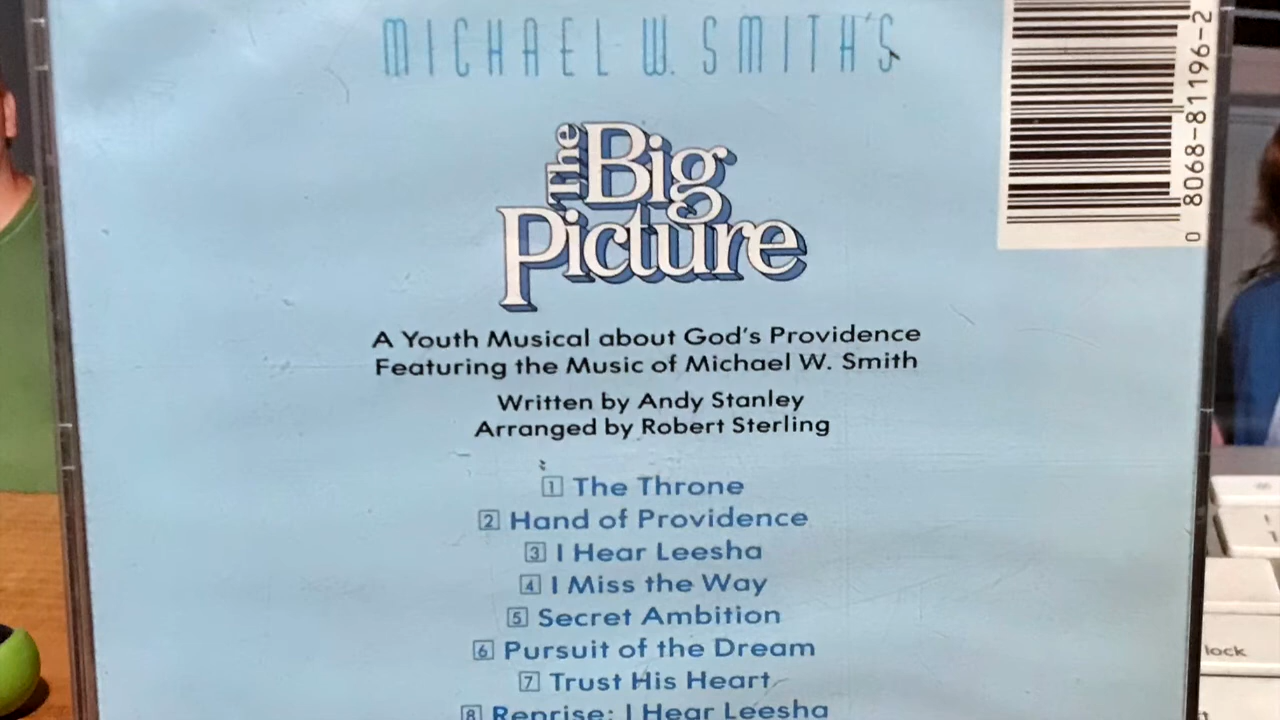 MICHAEL W. SMITH'S
The Big
Picture
A Youth Musical about God's Providence
Featuring the Music of Michael W. Smith
Written by Andy Stanley
Arranged by Robert Sterling
1 The Throne
2 Hand of Providence
3 I Hear Leesha
4 I Miss the Way
5 Secret Ambition
6 Pursuit of the Dream
7 Trust His Heart
8 Reprise: I Hear Leesha
0 8068-81196-2
lock